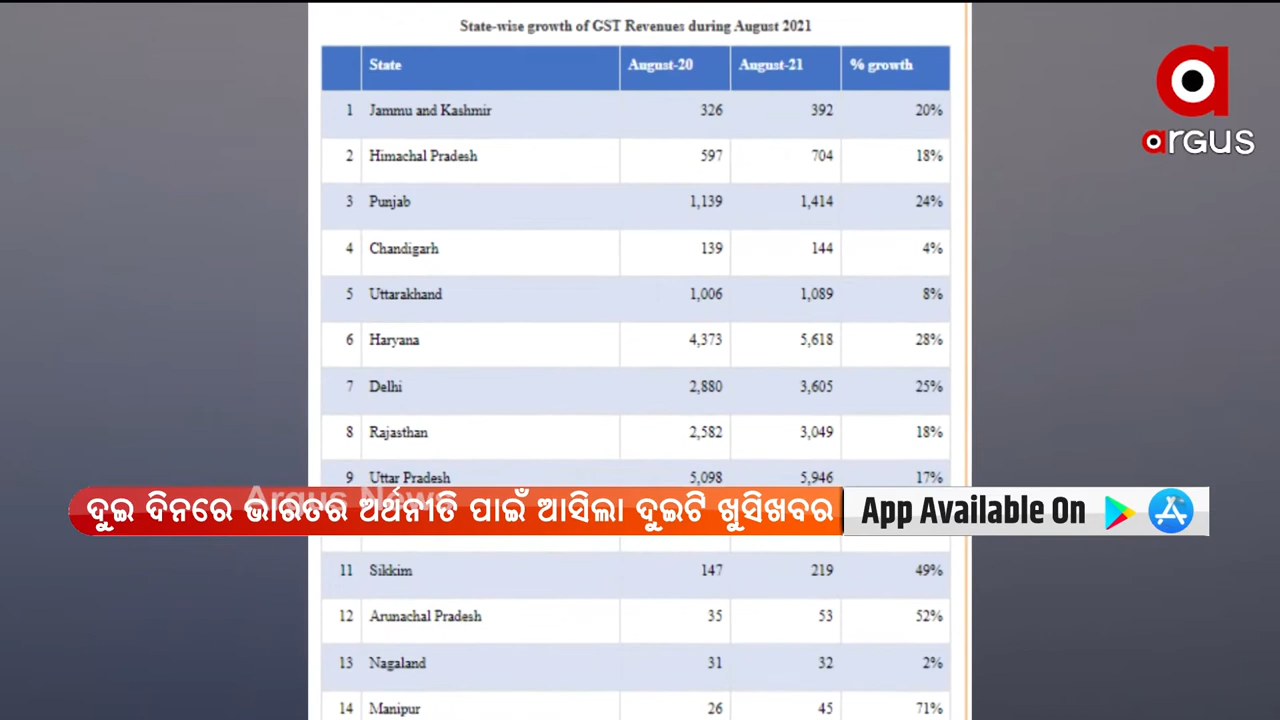 State-wise growth of GST Revenues during August 2021
State August-20 August-21 % growth
1 Jammu and Kashmir 326 392 20%
2 Himachal Pradesh 597 704 18%
3 Punjab 1,139 1,414 24%
4 Chandigarh 139 144 4%
5 Uttarakhand 1,006 1,089 8%
6 Haryana 4,373 5,618 28%
7 Delhi 2,880 3,605 25%
8 Rajasthan 2,582 3,049 18%
9 Uttar Pradesh 5,098 5,946 17%
11 Sikkim 147 219 49%
12 Arunachal Pradesh 35 53 52%
13 Nagaland 31 32 2%
14 Manipur 26 45 71%
argus
Argus News
ଦୁଇ ଦିନରେ ଭାରତର ଅର୍ଥନୀତି ପାଇଁ ଆସିଲା ଦୁଇଟି ଖୁସିଖବର
App Available On